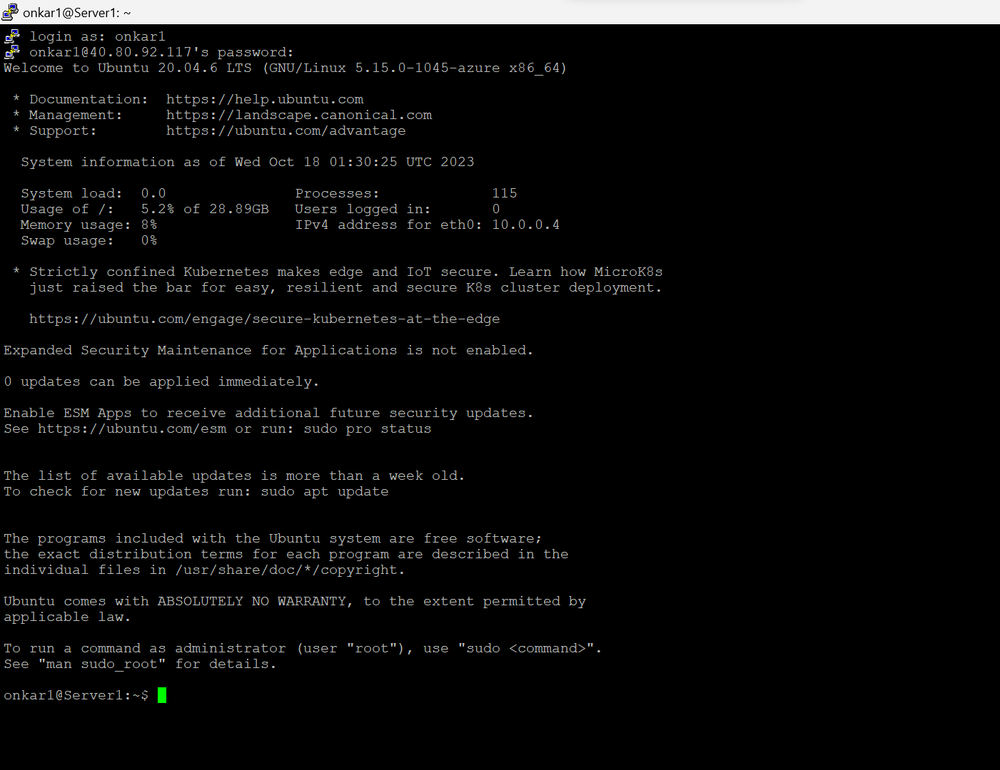 onkar1@Server1: ~
login as: onkar1
onkar1@40.80.92.117's password:
Welcome to Ubuntu 20.04.6 LTS (GNU/Linux 5.15.0-1045-azure x86_64)
* Documentation:  https://help.ubuntu.com
* Management:     https://landscape.canonical.com
* Support:        https://ubuntu.com/advantage
System information as of Wed Oct 18 01:30:25 UTC 2023
System load:  0.0               Processes:             115
Usage of /:   5.2% of 28.89GB   Users logged in:       0
Memory usage: 8%                IPv4 address for eth0: 10.0.0.4
Swap usage:   0%
* Strictly confined Kubernetes makes edge and IoT secure. Learn how MicroK8s
just raised the bar for easy, resilient and secure K8s cluster deployment.
https://ubuntu.com/engage/secure-kubernetes-at-the-edge
Expanded Security Maintenance for Applications is not enabled.
0 updates can be applied immediately.
Enable ESM Apps to receive additional future security updates.
See https://ubuntu.com/esm or run: sudo pro status
The list of available updates is more than a week old.
To check for new updates run: sudo apt update
The programs included with the Ubuntu system are free software;
the exact distribution terms for each program are described in the
individual files in /usr/share/doc/*/copyright.
Ubuntu comes with ABSOLUTELY NO WARRANTY, to the extent permitted by
applicable law.
To run a command as administrator (user "root"), use "sudo <command>".
See "man sudo_root" for details.
onkar1@Server1:~$